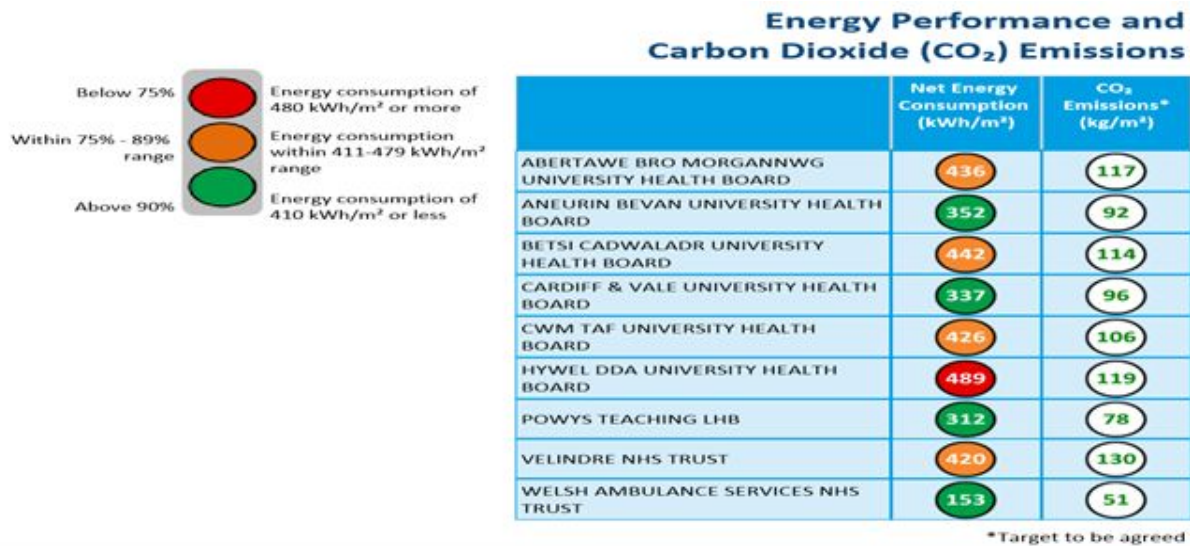 Energy Performance and
Carbon Dioxide (CO₂) Emissions
Below 75%
Energy consumption of
480 kWh/m² or more
Within 75% - 89%
range
Energy consumption
within 411-479 kWh/m²
range
Above 90%
Energy consumption of
410 kWh/m² or less
Net Energy
Consumption
(kWh/m²)
CO₂
Emissions*
(kg/m²)
ABERTAWE BRO MORGANNWG
UNIVERSITY HEALTH BOARD
436
117
ANEURIN BEVAN UNIVERSITY HEALTH
BOARD
352
92
BETSI CADWALADR UNIVERSITY
HEALTH BOARD
442
114
CARDIFF & VALE UNIVERSITY HEALTH
BOARD
337
96
CWM TAF UNIVERSITY HEALTH
BOARD
426
106
HYWEL DDA UNIVERSITY HEALTH
BOARD
489
119
POWYS TEACHING LHB
312
78
VELINDRE NHS TRUST
420
130
WELSH AMBULANCE SERVICES NHS
TRUST
153
51
*Target to be agreed